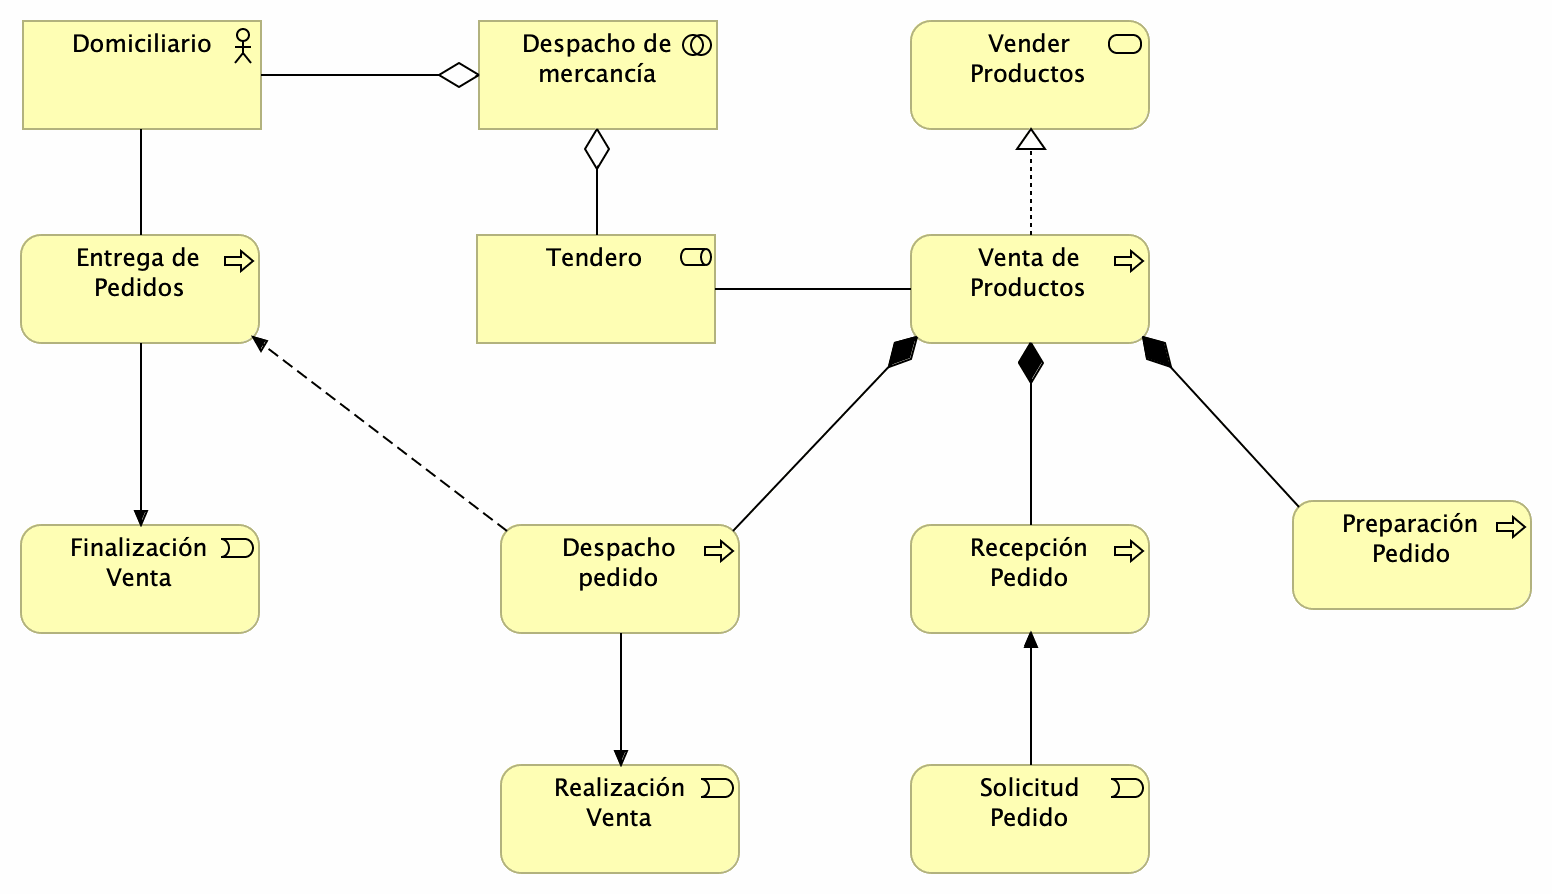 Domiciliario
Despacho de
mercancía
Vender
Productos
Entrega de
Pedidos
Tendero
Venta de
Productos
Finalización
Venta
Despacho
pedido
Recepción
Pedido
Preparación
Pedido
Realización
Venta
Solicitud
Pedido